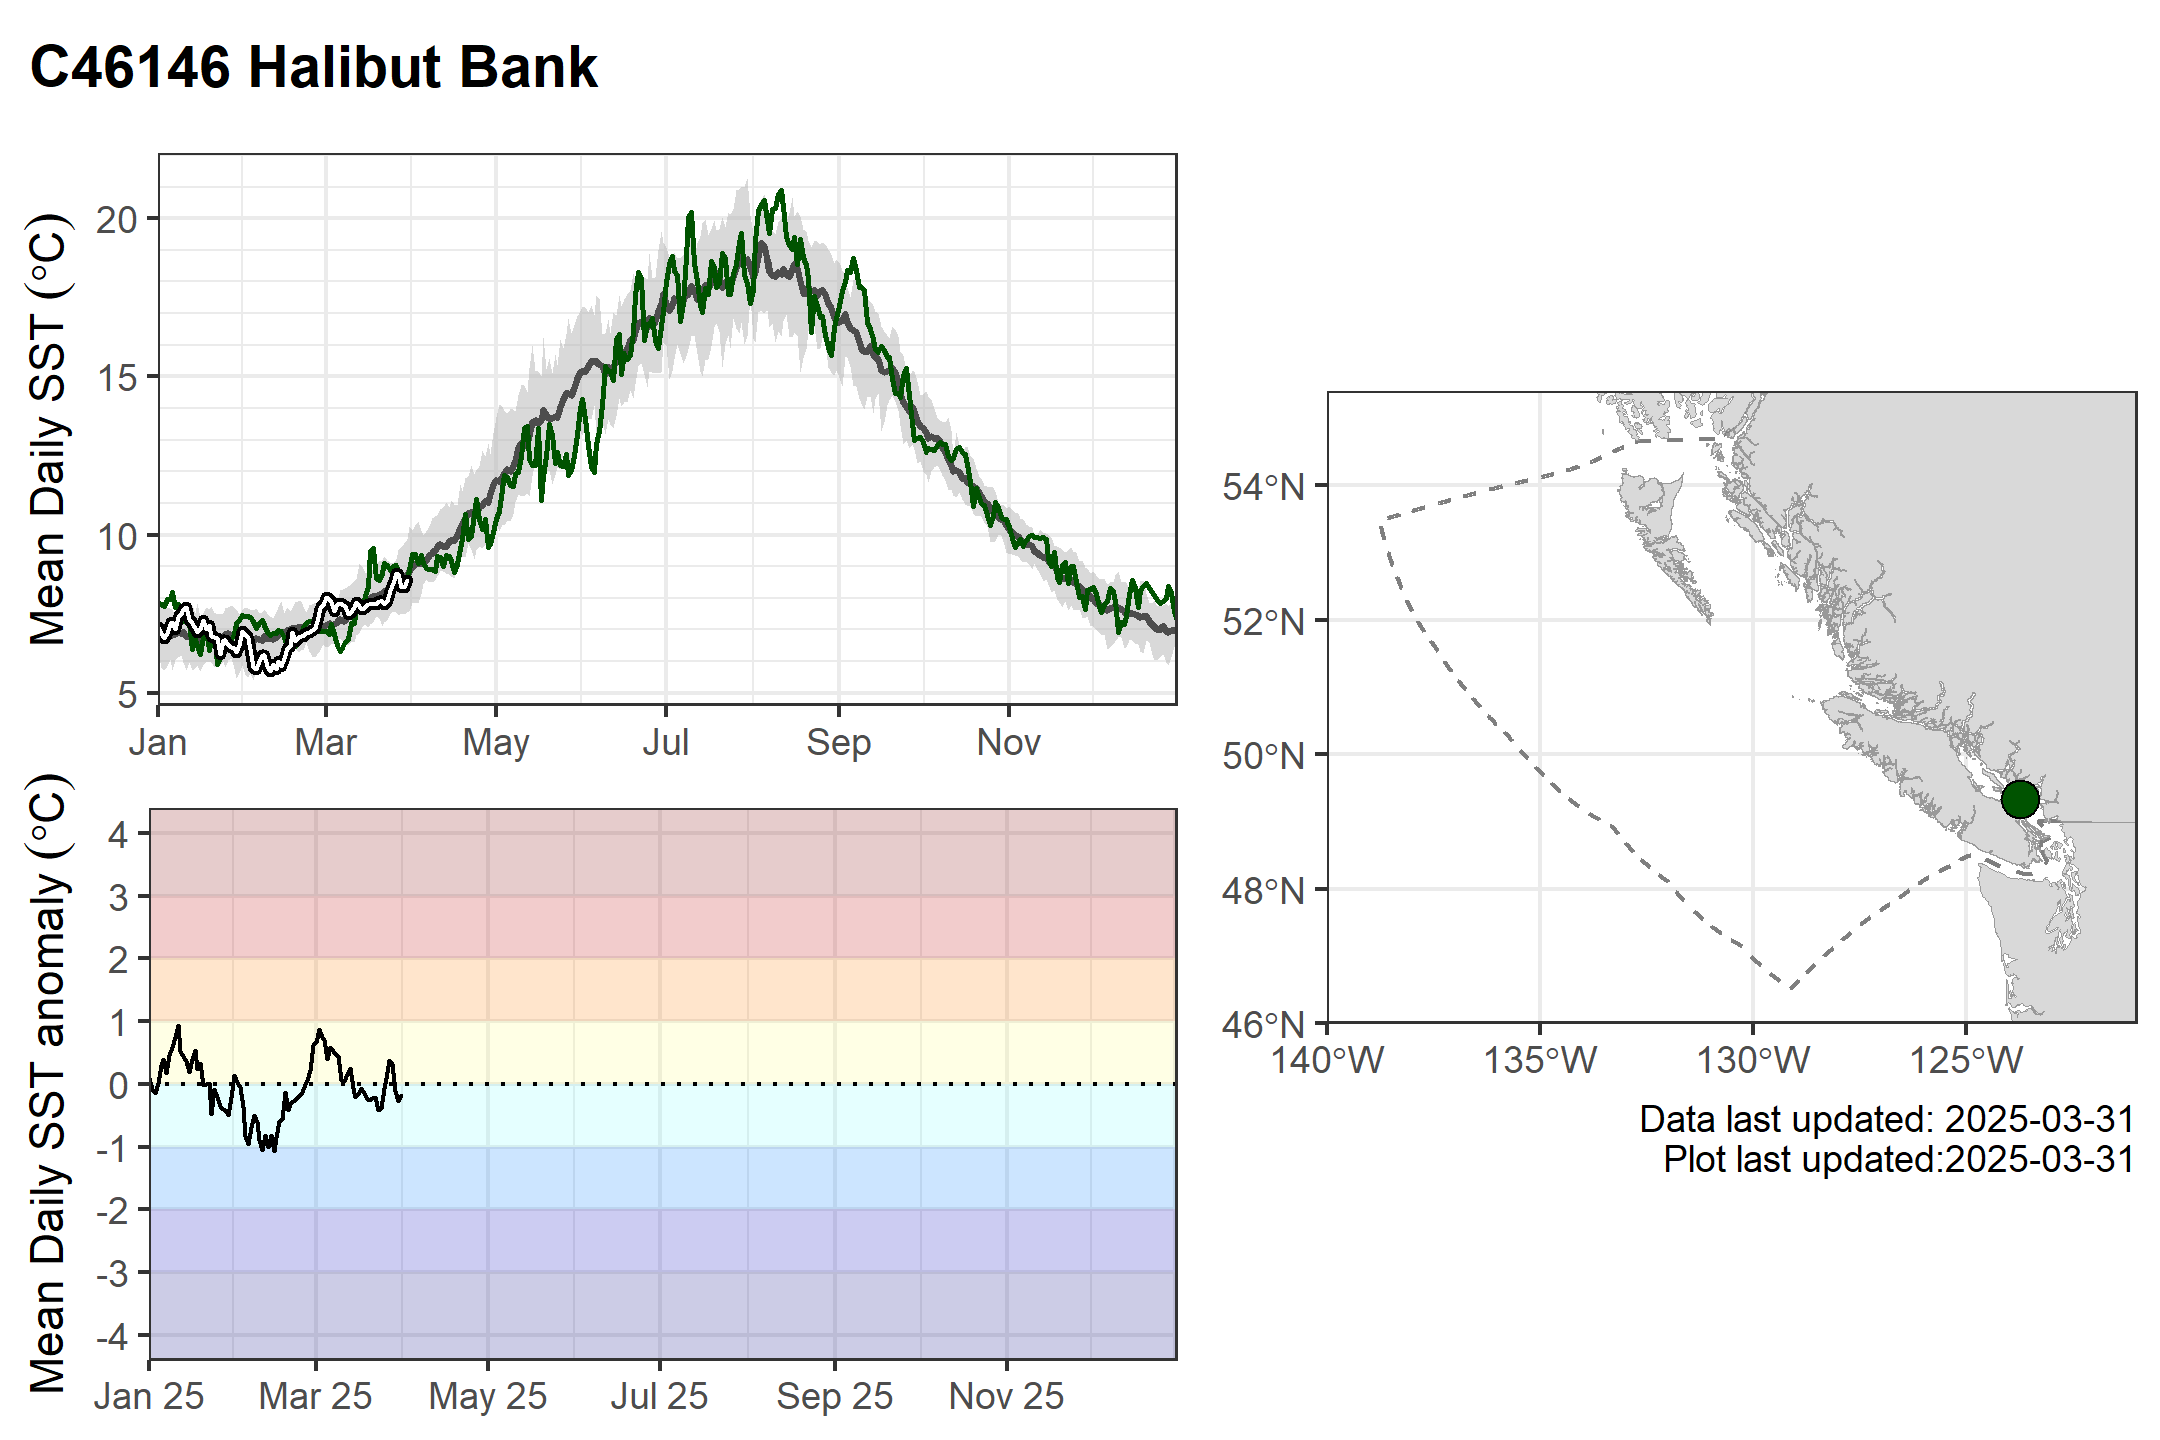 C46146 Halibut Bank
Mean Daily SST (°C)
20
15
10
5
Jan Mar May Jul Sep Nov
Mean Daily SST anomaly (°C)
4
3
2
1
0
-1
-2
-3
-4
Jan 25 Mar 25 May 25 Jul 25 Sep 25 Nov 25
54°N
52°N
50°N
48°N
46°N
140°W 135°W 130°W 125°W
Data last updated: 2025-03-31
Plot last updated:2025-03-31